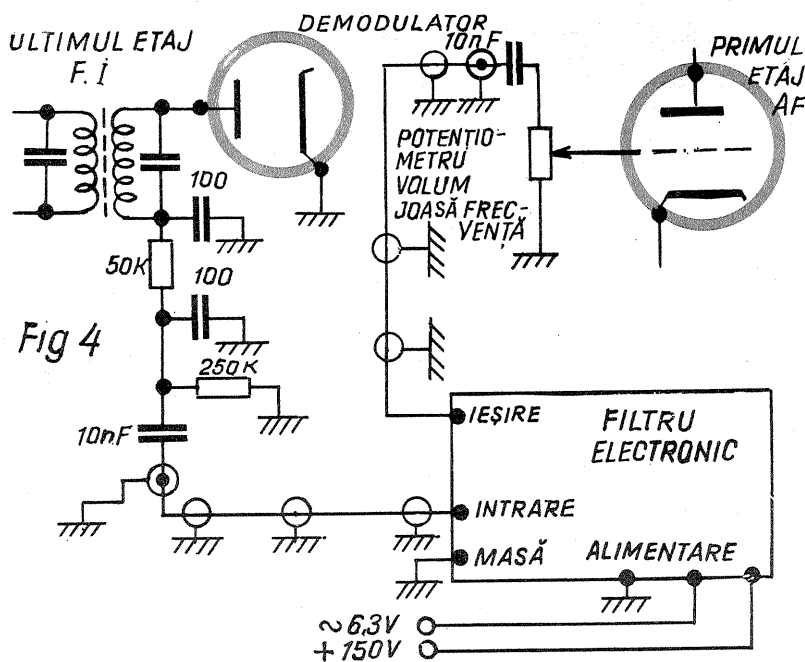 ULTIMUL ETAJ
F. I
DEMODULATOR
10nF
PRIMUL
ETAJ
AF
100
POTENȚIO-
METRU
VOLUM
JOASĂ FREC-
VENȚĂ
50K
100
Fig 4
250K
10nF
IEȘIRE
FILTRU
ELECTRONIC
INTRARE
MASĂ
ALIMENTARE
~ 6,3V
+ 150V